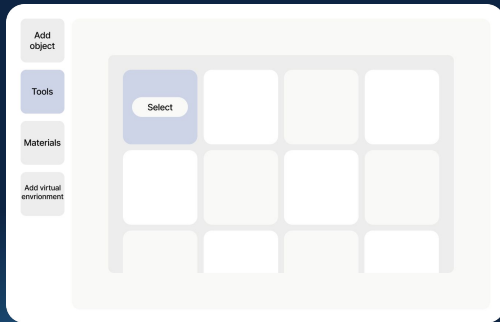 Add
object
Tools
Select
Materials
Add virtual
envrionment